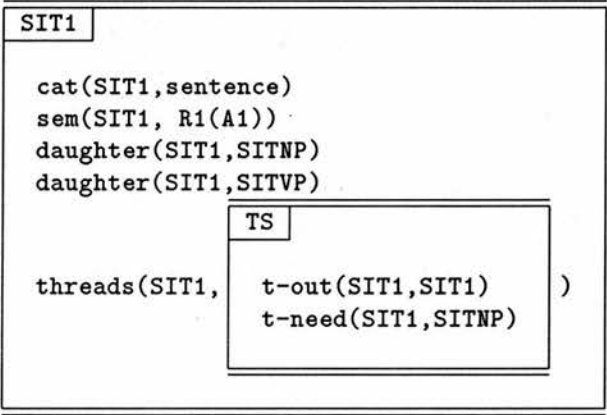 SIT1
cat(SIT1,sentence)
sem(SIT1, R1(A1))
daughter(SIT1,SITNP)
daughter(SIT1,SITVP)
TS
threads(SIT1, t-out(SIT1,SIT1) )
t-need(SIT1,SITNP)